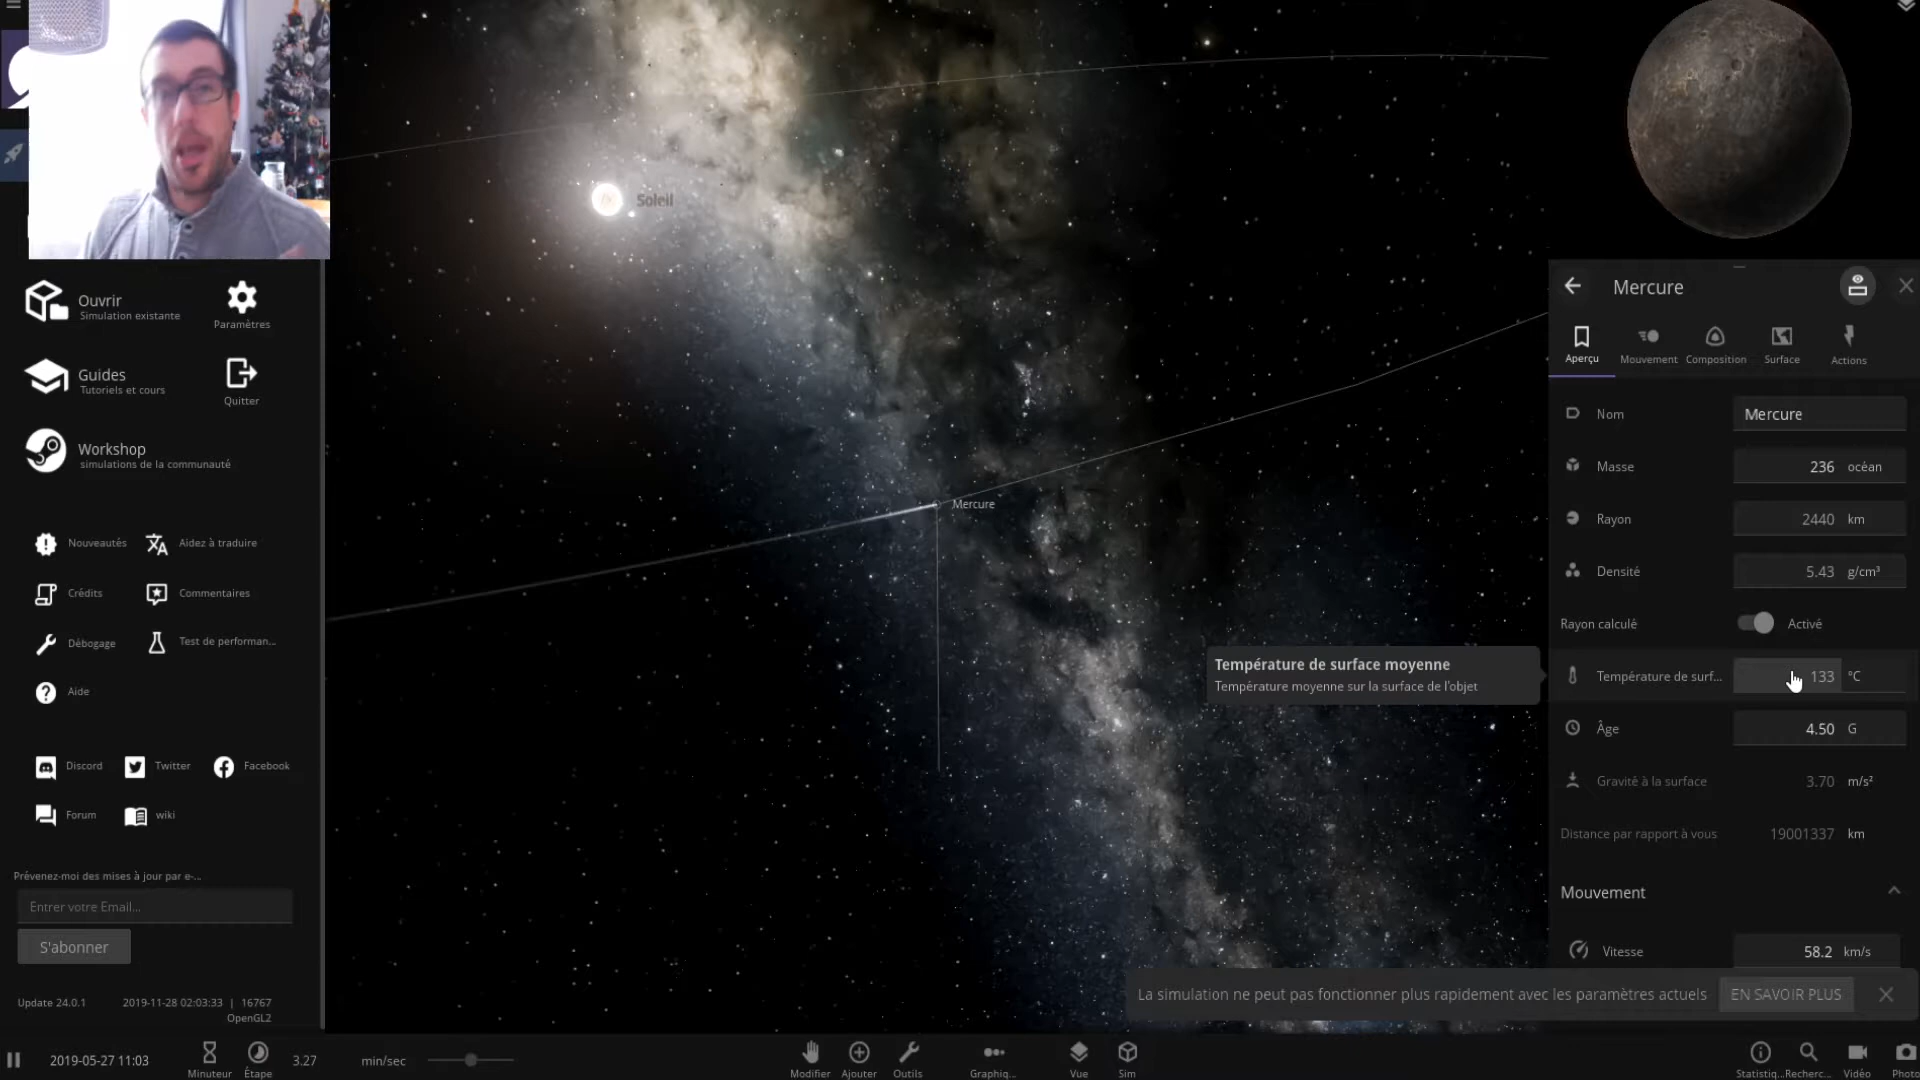 Ouvrir
Simulation existante
Paramètres
Guides
Tutoriels et cours
Quitter
Workshop
simulations de la communauté
Nouveautés
Aidez à traduire
Crédits
Commentaires
Débogage
Test de performan...
Aide
Discord
Twitter
Facebook
Forum
wiki
Prévenez-moi des mises à jour par e-...
Entrer votre Email...
S'abonner
Update 24.0.1
2019-11-28 02:03:33 | 16767
OpenGL2
Soleil
Mercure
Température de surface moyenne
Température moyenne sur la surface de l'objet
Mercure
Aperçu
Mouvement
Composition
Surface
Actions
Nom
Mercure
Masse
236 océan
Rayon
2440 km
Densité
5.43 g/cm³
Rayon calculé
Activé
Température de surf...
133 °C
Âge
4.50 G
Gravité à la surface
3.70 m/s²
Distance par rapport à vous
19001337 km
Mouvement
Vitesse
58.2 km/s
La simulation ne peut pas fonctionner plus rapidement avec les paramètres actuels
EN SAVOIR PLUS
2019-05-27 11:03
Minuteur
Étape
3.27 min/sec
Modifier
Ajouter
Outils
Graphiq...
Vue
Sim
Statistiq...
Recherc...
Vidéo
Photo